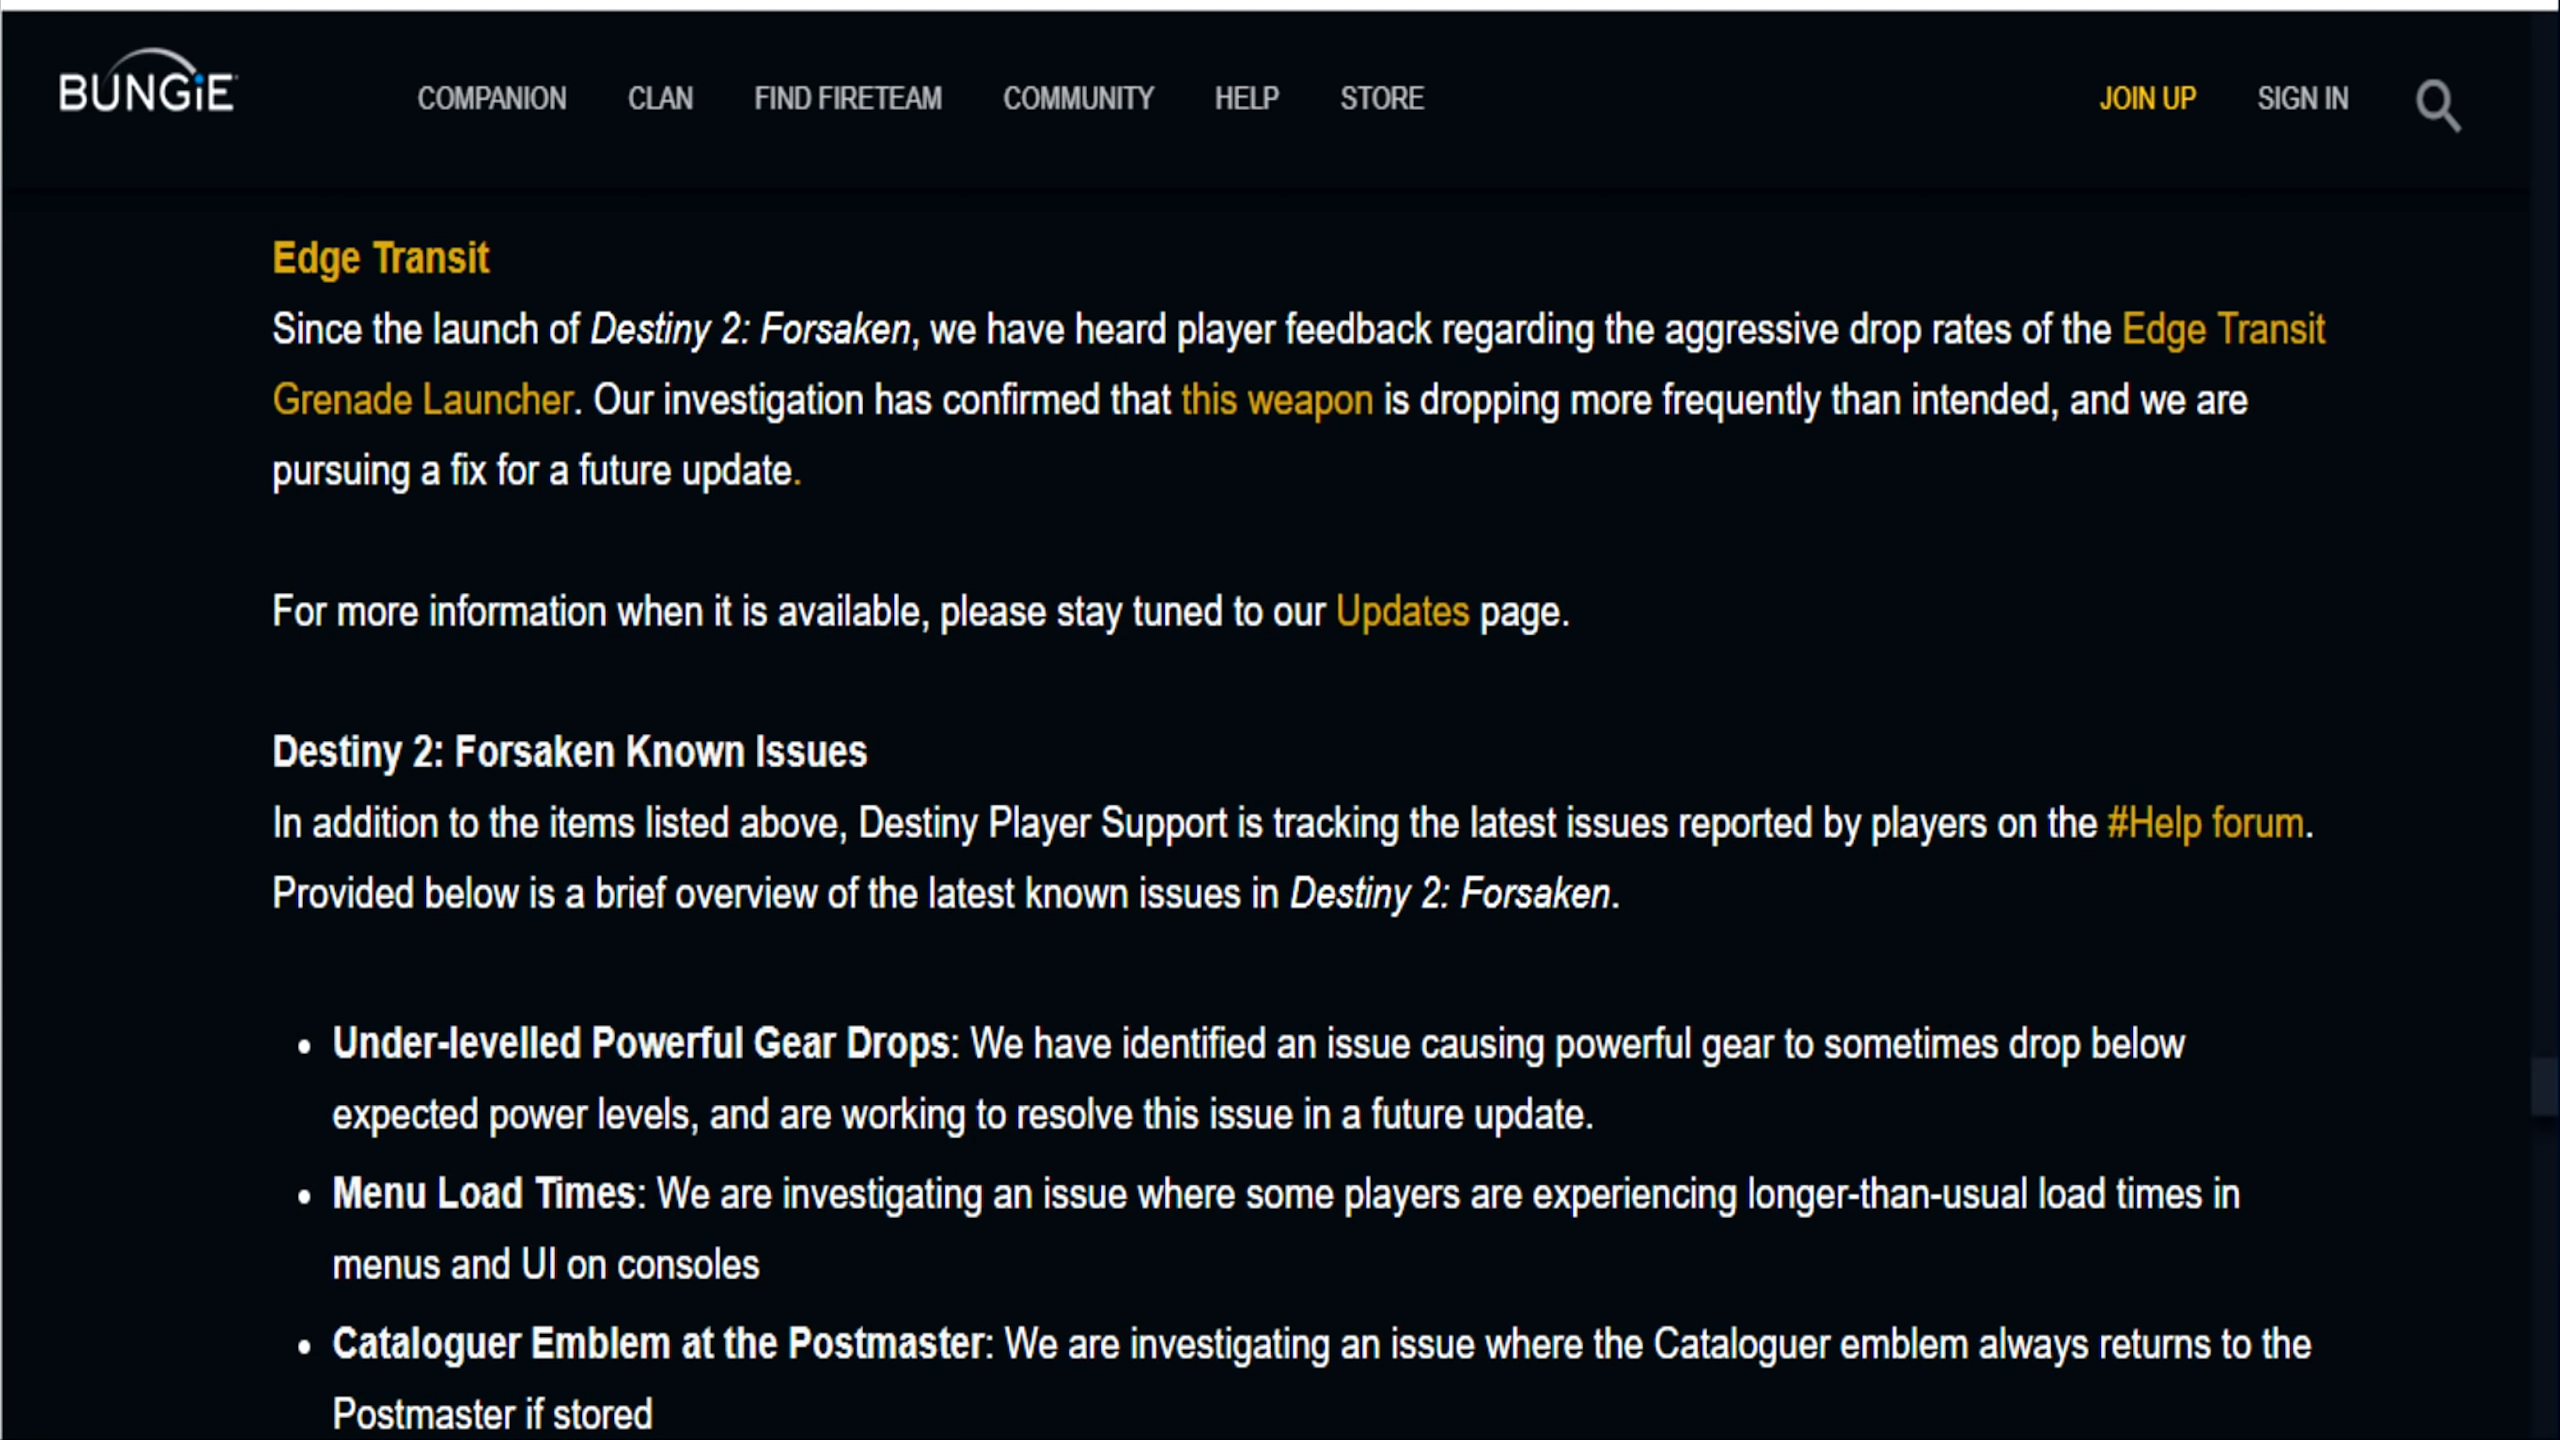 BUNGiE
COMPANION CLAN FIND FIRETEAM COMMUNITY HELP STORE JOIN UP SIGN IN
Edge Transit
Since the launch of Destiny 2: Forsaken, we have heard player feedback regarding the aggressive drop rates of the Edge Transit
Grenade Launcher. Our investigation has confirmed that this weapon is dropping more frequently than intended, and we are
pursuing a fix for a future update.
For more information when it is available, please stay tuned to our Updates page.
Destiny 2: Forsaken Known Issues
In addition to the items listed above, Destiny Player Support is tracking the latest issues reported by players on the #Help forum.
Provided below is a brief overview of the latest known issues in Destiny 2: Forsaken.
• Under-levelled Powerful Gear Drops: We have identified an issue causing powerful gear to sometimes drop below
expected power levels, and are working to resolve this issue in a future update.
• Menu Load Times: We are investigating an issue where some players are experiencing longer-than-usual load times in
menus and UI on consoles
• Cataloguer Emblem at the Postmaster: We are investigating an issue where the Cataloguer emblem always returns to the
Postmaster if stored